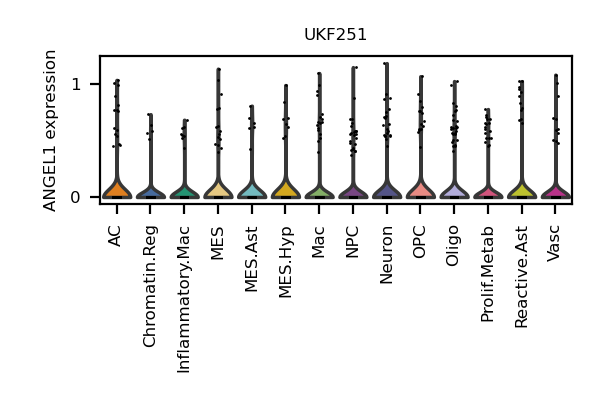 UKF251
ANGEL1 expression
1
0
AC
Chromatin.Reg
Inflammatory.Mac
MES
MES.Ast
MES.Hyp
Mac
NPC
Neuron
OPC
Oligo
Prolif.Metab
Reactive.Ast
Vasc